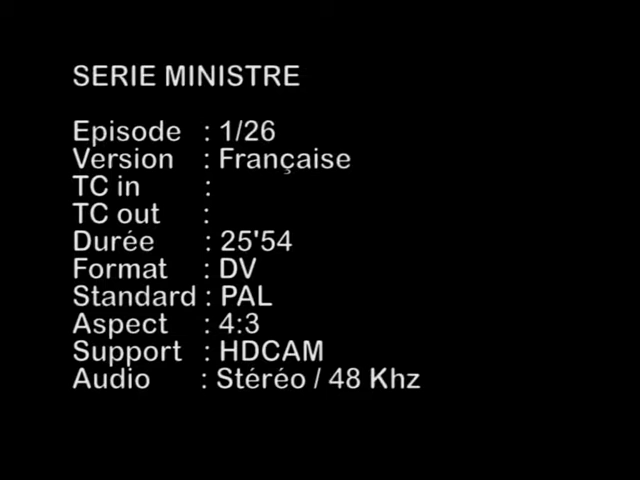 SERIE MINISTRE
Episode : 1/26
Version : Française
TC in :
TC out :
Durée : 25'54
Format : DV
Standard : PAL
Aspect : 4:3
Support : HDCAM
Audio : Stéréo / 48 Khz